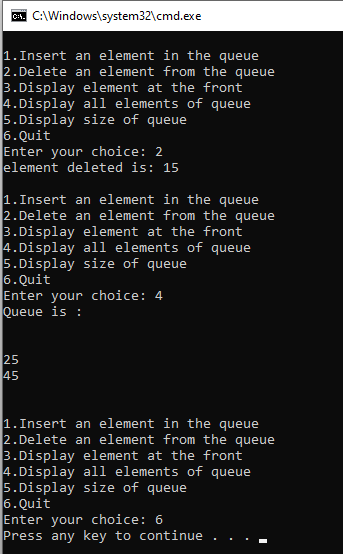 C:\Windows\system32\cmd.exe
1.Insert an element in the queue
2.Delete an element from the queue
3.Display element at the front
4.Display all elements of queue
5.Display size of queue
6.Quit
Enter your choice: 2
element deleted is: 15
1.Insert an element in the queue
2.Delete an element from the queue
3.Display element at the front
4.Display all elements of queue
5.Display size of queue
6.Quit
Enter your choice: 4
Queue is :
25
45
1.Insert an element in the queue
2.Delete an element from the queue
3.Display element at the front
4.Display all elements of queue
5.Display size of queue
6.Quit
Enter your choice: 6
Press any key to continue . . .